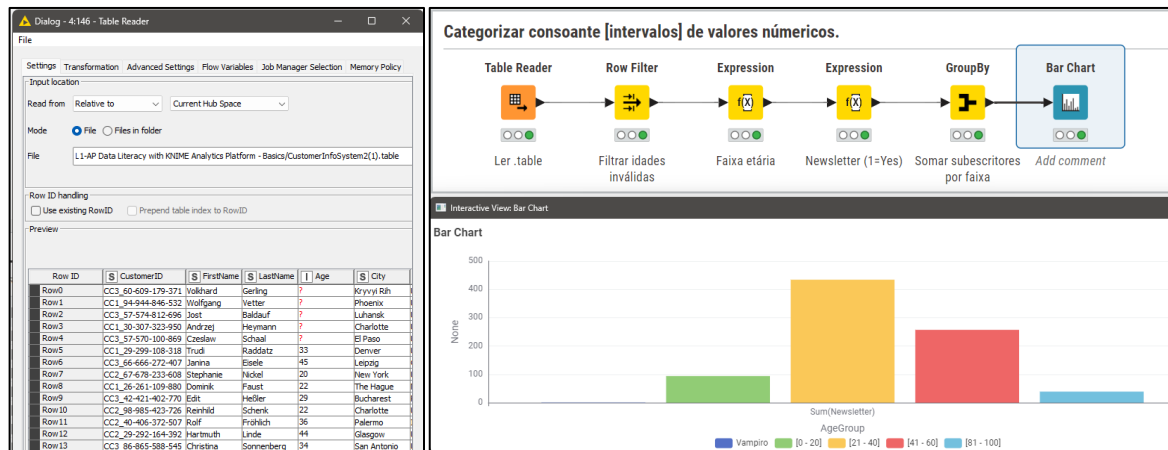 Dialog - 4:146 - Table Reader
File
Settings Transformation Advanced Settings Flow Variables Job Manager Selection Memory Policy
Input location
Read from Relative to Current Hub Space
Mode File Files in folder
File L1-AP Data Literacy with KNIME Analytics Platform - Basics/CustomerInfoSystem2(1).table
Row ID handling
Use existing RowID Prepend table index to RowID
Preview
Row ID S CustomerID S FirstName S LastName I Age S City
Row0 CC3_60-609-179-371 Volkhard Gerling ? Kryvyi Rih
Row1 CC1_94-944-846-532 Wolfgang Vetter ? Phoenix
Row2 CC3_57-574-812-696 Jost Baldauf ? Luhansk
Row3 CC1_30-307-323-950 Andrzej Heymann ? Charlotte
Row4 CC3_57-570-100-869 Czeslaw Schaal ? El Paso
Row5 CC1_29-299-108-318 Trudi Raddatz 33 Denver
Row6 CC3_66-666-272-407 Janina Eisele 45 Leipzig
Row7 CC2_67-678-233-608 Stephanie Nickel 20 New York
Row8 CC1_26-261-109-880 Dominik Faust 22 The Hague
Row9 CC3_42-421-402-770 Edit Heßler 29 Bucharest
Row10 CC2_98-985-423-726 Reinhild Schenk 22 Charlotte
Row11 CC2_40-406-372-507 Rolf Fröhlich 36 Palermo
Row12 CC2_29-292-164-392 Hartmuth Linde 44 Glasgow
Row13 CC3_86-865-588-545 Christina Sonnenberg 34 San Antonio
Categorizar consoante [intervalos] de valores númericos.
Table Reader Row Filter Expression Expression GroupBy Bar Chart
f(X) f(X)
Ler .table Filtrar idades Faixa etária Newsletter (1=Yes) Somar subescritores Add comment
inválidas por faixa
Interactive View: Bar Chart
Bar Chart
500
400
300
200
100
0
None
Sum(Newsletter)
AgeGroup
Vampiro [0 - 20] [21 - 40] [41 - 60] [81 - 100]